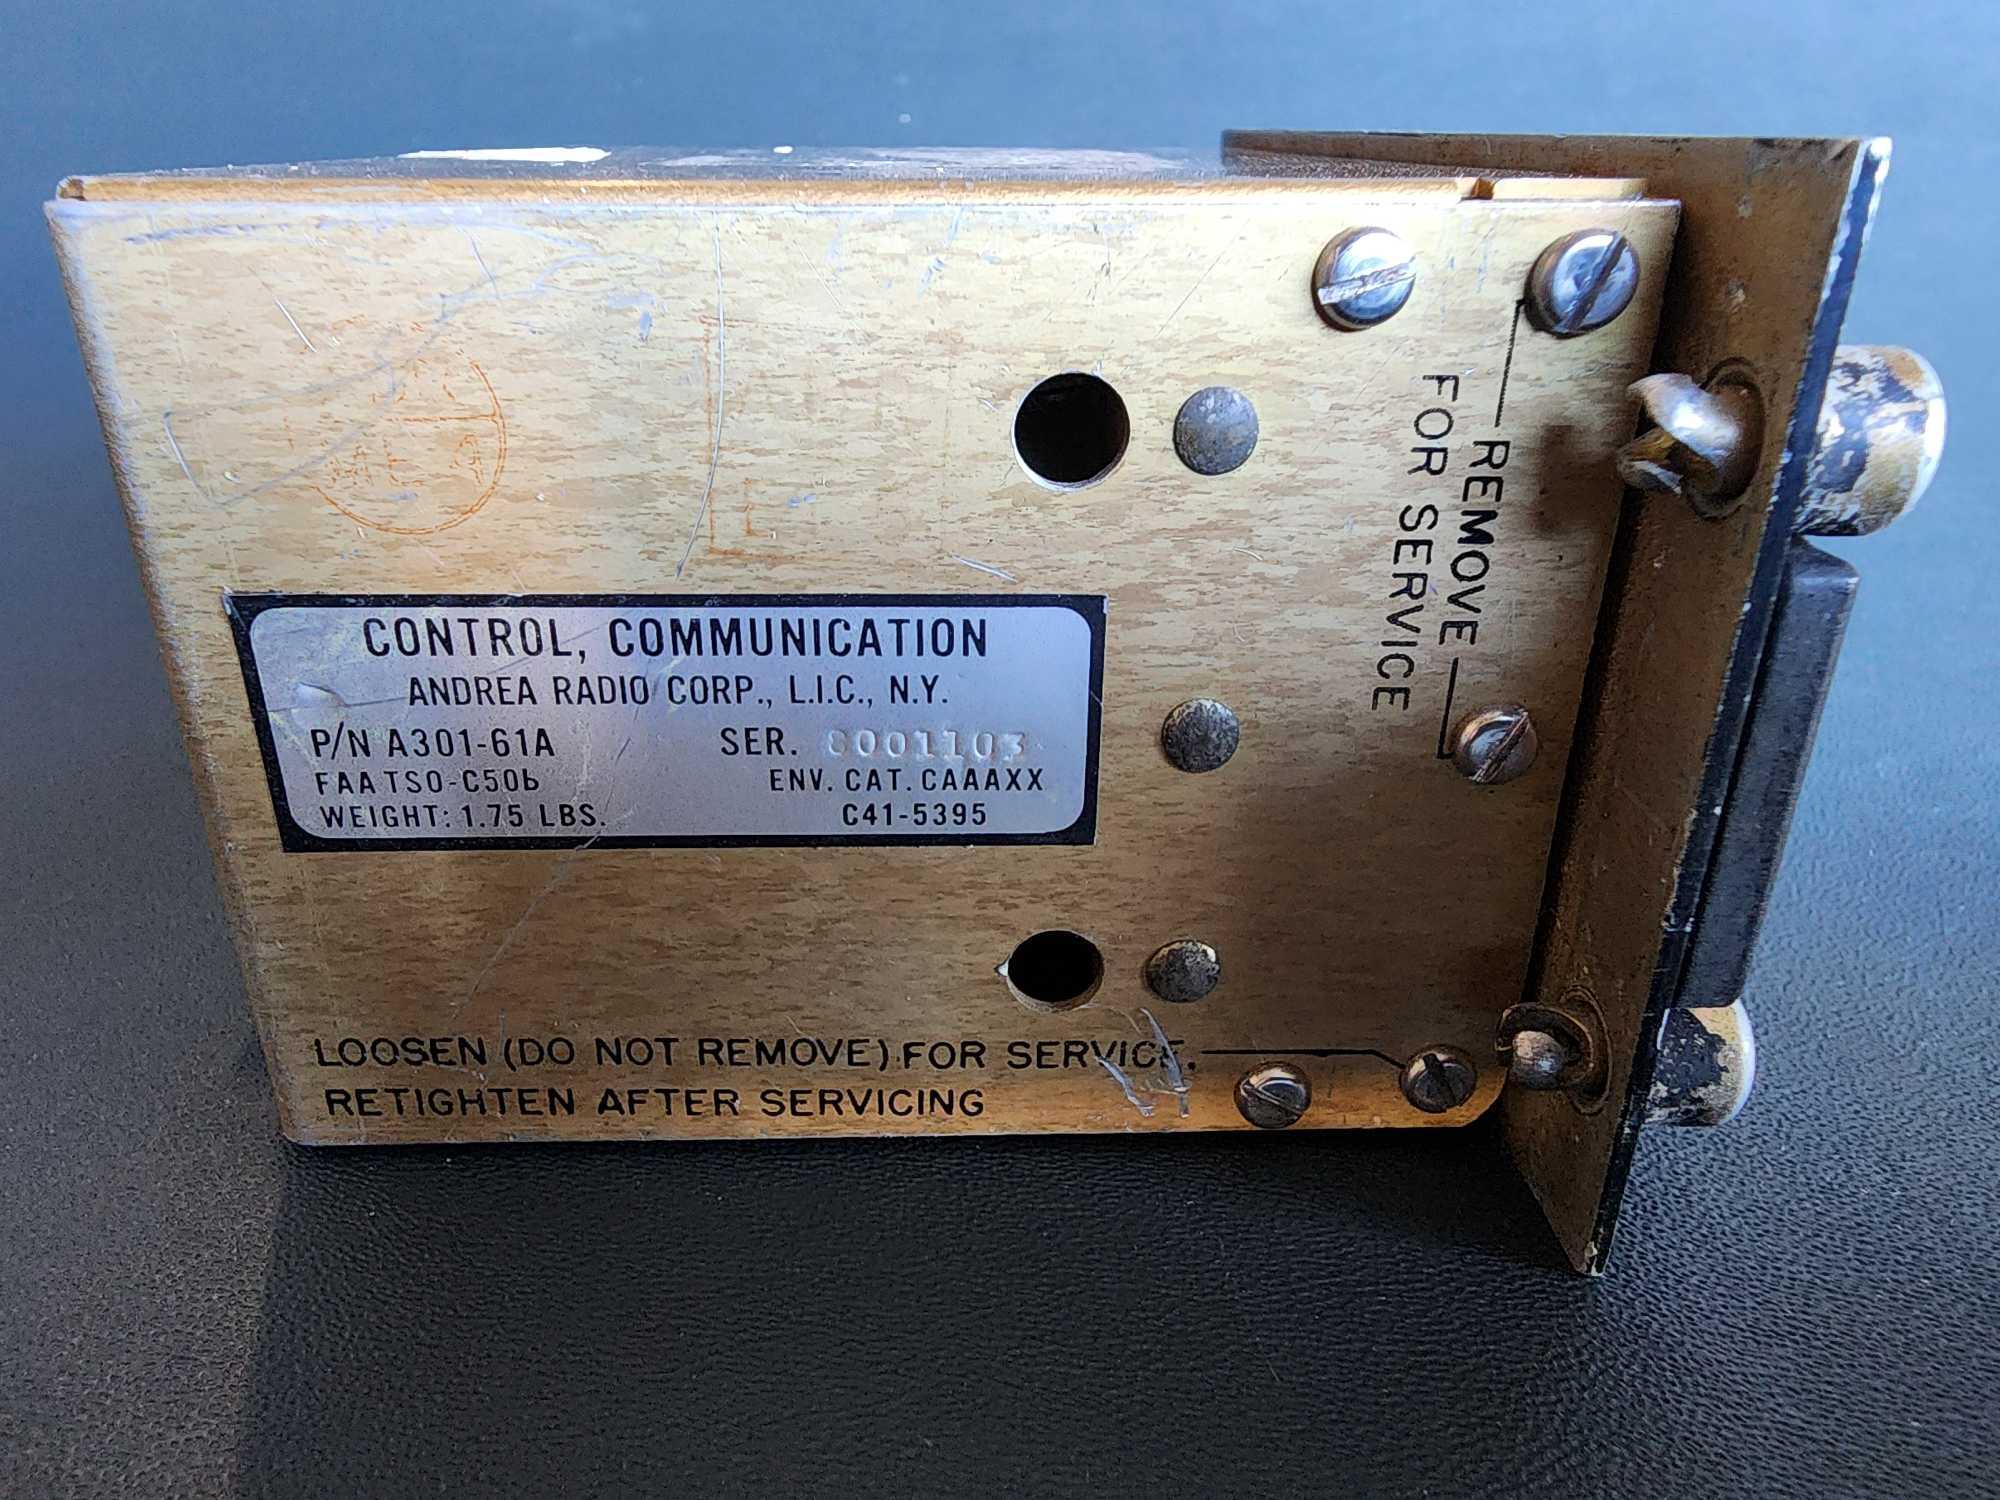 REMOVE
FOR SERVICE
CONTROL, COMMUNICATION
ANDREA RADIO CORP., L.I.C., N.Y.
P/N A301-61A SER. 8001103
FAA TSO-C50b ENV. CAT. CAAAXX
WEIGHT: 1.75 LBS. C41-5395
LOOSEN (DO NOT REMOVE) FOR SERVICE.
RETIGHTEN AFTER SERVICING